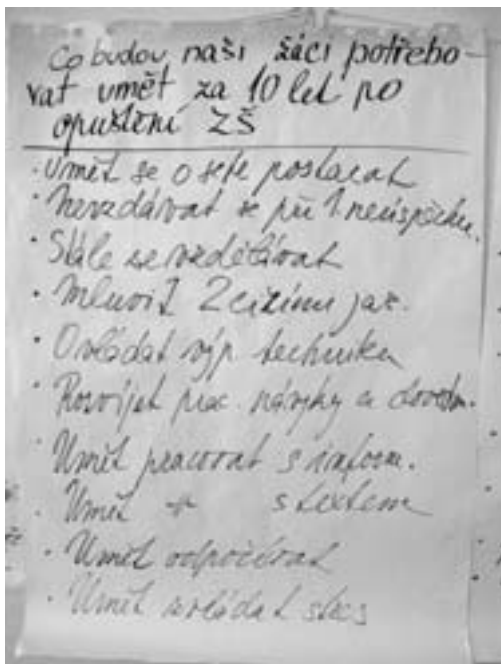 Co budou naši žáci potřebo-
vat umět za 10 let po
opuštění ZŠ
· Umět se o sebe postarat
· Nevzdávat se při 1. neúspěchu.
· Stále se vzdělávat
· Mluvit 2 cizími jaz.
· Ovládat výp. techniku
· Rozvíjet prac. návyky a dovedn.
· Umět pracovat s inform.
· Umět -"- s textem
· Umět odpočívat
· Umět zvládat stres